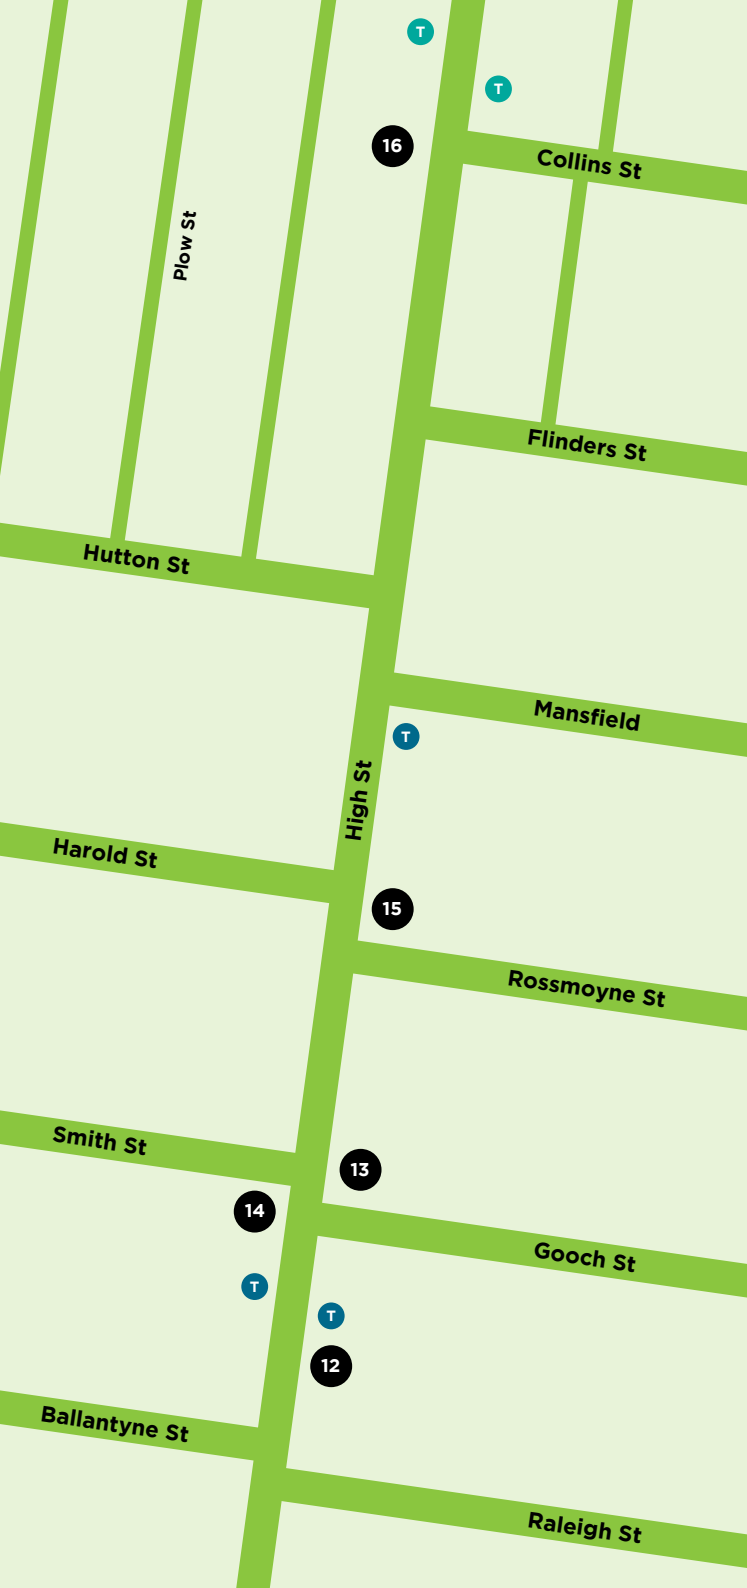 T
T
16
Collins St
Plow St
Flinders St
Hutton St
Mansfield
T
High St
Harold St
15
Rossmoyne St
Smith St
13
14
Gooch St
T
T
12
Ballantyne St
Raleigh St